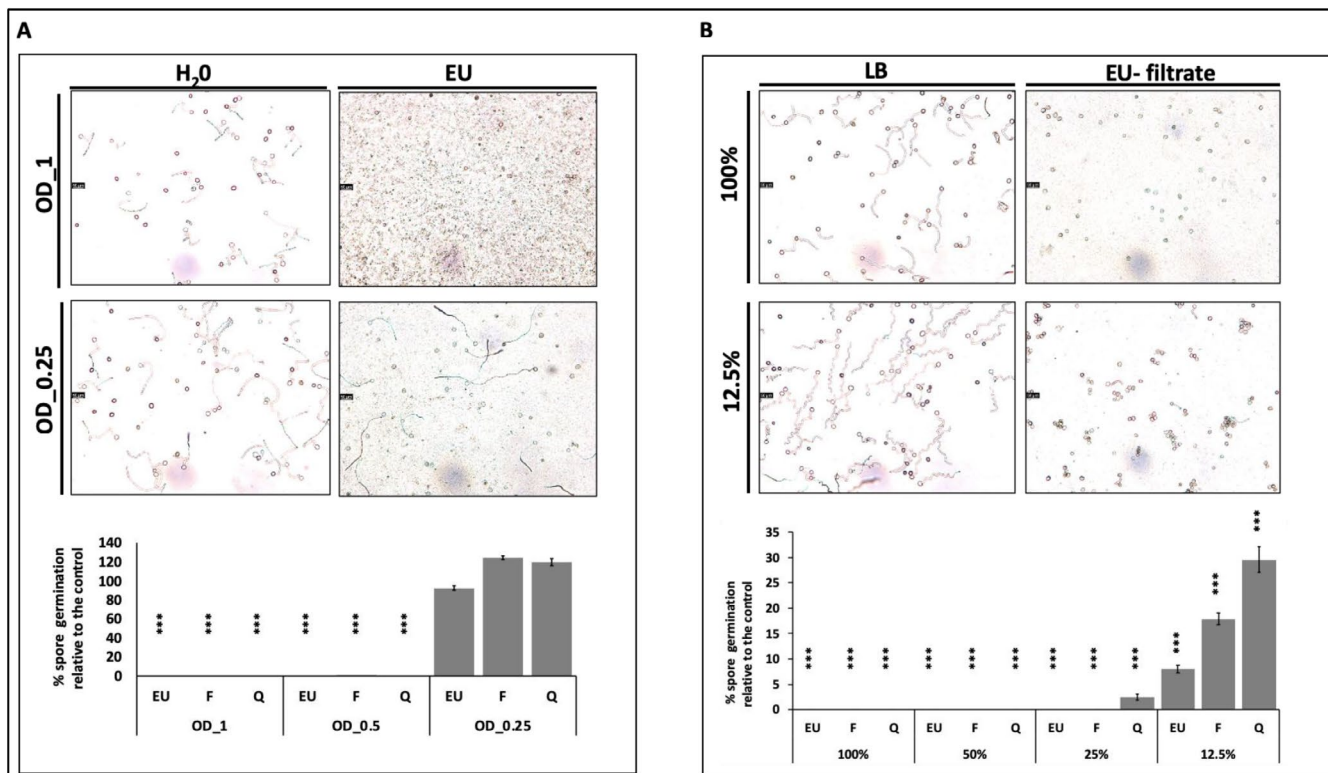 A
B
H20
EU
LB
EU- filtrate
OD_1
OD_0.25
100%
12.5%
% spore germination
relative to the control
140
120
100
80
60
40
20
0
*** *** *** *** *** ***
EU F Q EU F Q EU F Q
OD_1 OD_0.5 OD_0.25
% spore germination
relative to the control
35
30
25
20
15
10
5
0
*** *** *** *** *** *** *** *** *** *** *** ***
EU F Q EU F Q EU F Q EU F Q
100% 50% 25% 12.5%